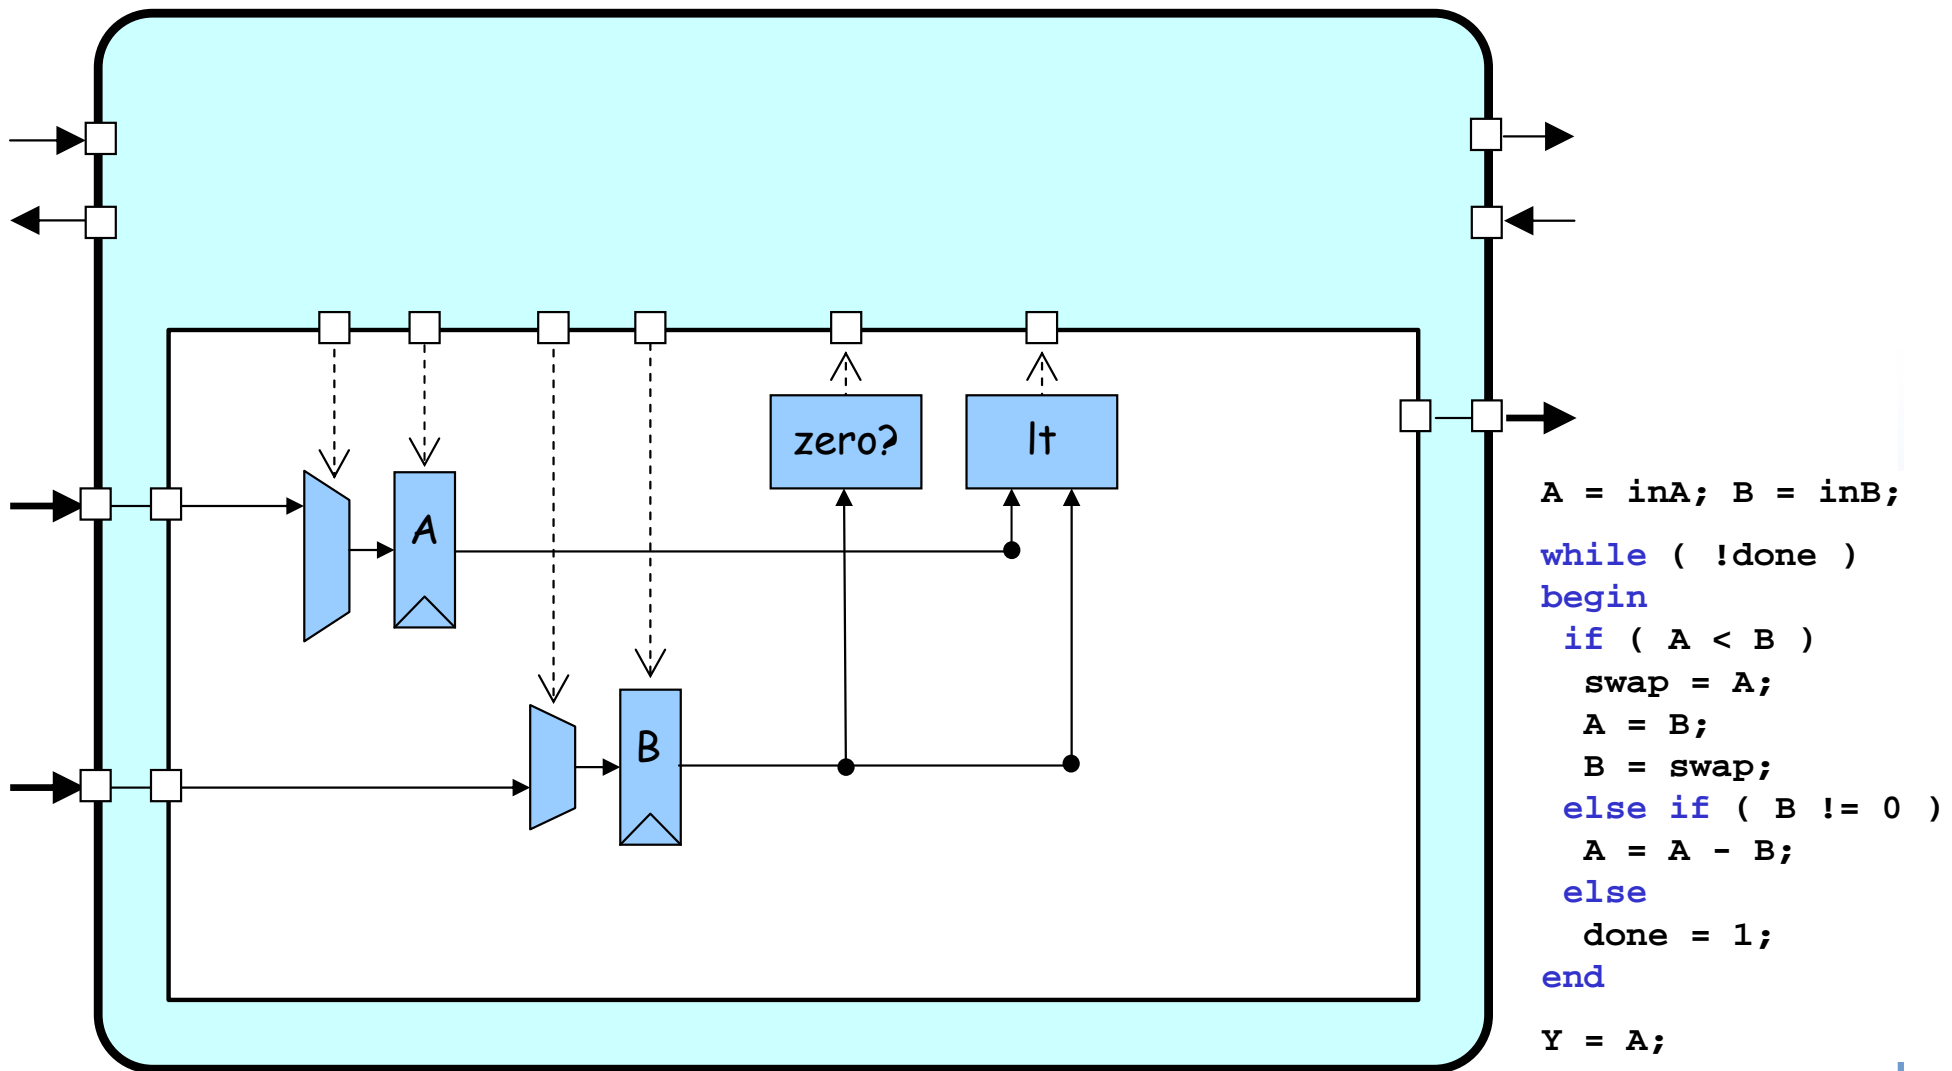 zero?
lt
A
B
A = inA; B = inB;
while ( !done )
begin
if ( A < B )
swap = A;
A = B;
B = swap;
else if ( B != 0 )
A = A - B;
else
done = 1;
end
Y = A;